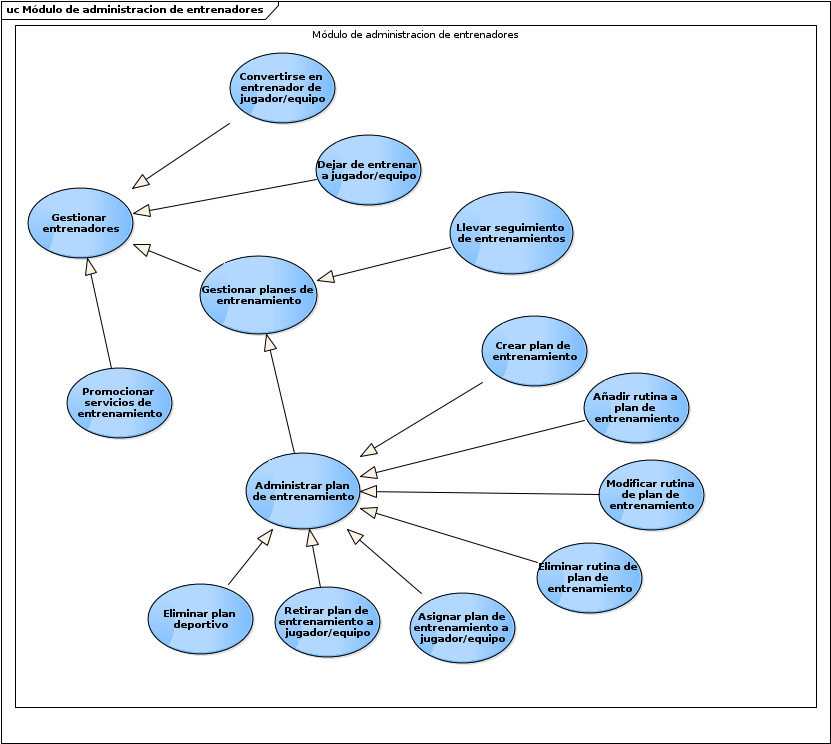 uc Módulo de administracion de entrenadores
Módulo de administracion de entrenadores
Convertirse en
entrenador de
jugador/equipo
Dejar de entrenar
a jugador/equipo
Gestionar
entrenadores
Llevar seguimiento
de entrenamientos
Gestionar planes de
entrenamiento
Crear plan de
entrenamiento
Promocionar
servicios de
entrenamiento
Añadir rutina a
plan de
entrenamiento
Administrar plan
de entrenamiento
Modificar rutina
de plan de
entrenamiento
Eliminar rutina de
plan de
entrenamiento
Eliminar plan
deportivo
Retirar plan de
entrenamiento a
jugador/equipo
Asignar plan de
entrenamiento a
jugador/equipo